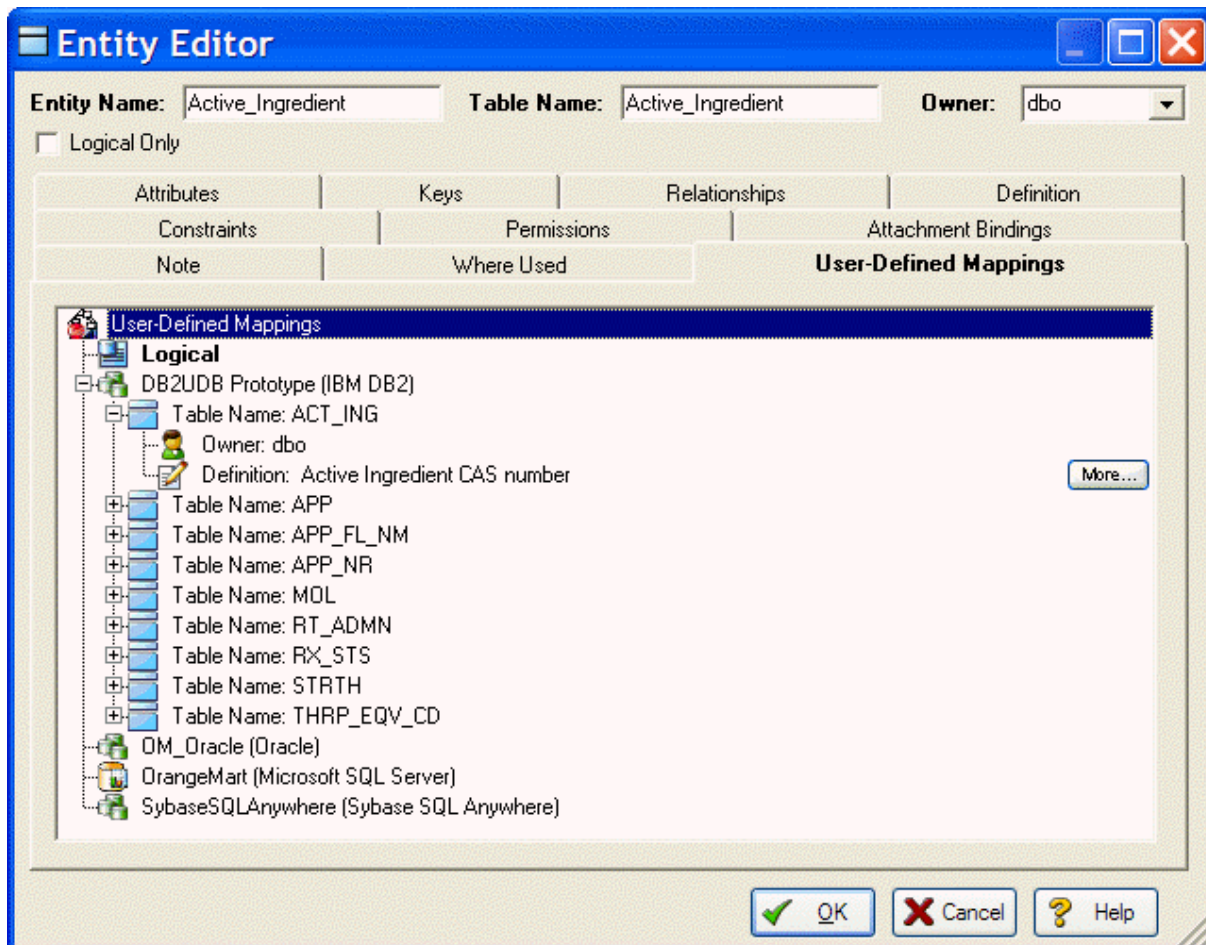 Entity Editor
Entity Name: Active_Ingredient Table Name: Active_Ingredient Owner: dbo
Logical Only
Attributes Keys Relationships Definition
Constraints Permissions Attachment Bindings
Note Where Used User-Defined Mappings
User-Defined Mappings
Logical
DB2UDB Prototype (IBM DB2)
Table Name: ACT_ING
Owner: dbo
Definition: Active Ingredient CAS number More...
Table Name: APP
Table Name: APP_FL_NM
Table Name: APP_NR
Table Name: MOL
Table Name: RT_ADMN
Table Name: RX_STS
Table Name: STRTH
Table Name: THRP_EQV_CD
OM_Oracle (Oracle)
OrangeMart (Microsoft SQL Server)
SybaseSQLAnywhere (Sybase SQL Anywhere)
OK Cancel Help